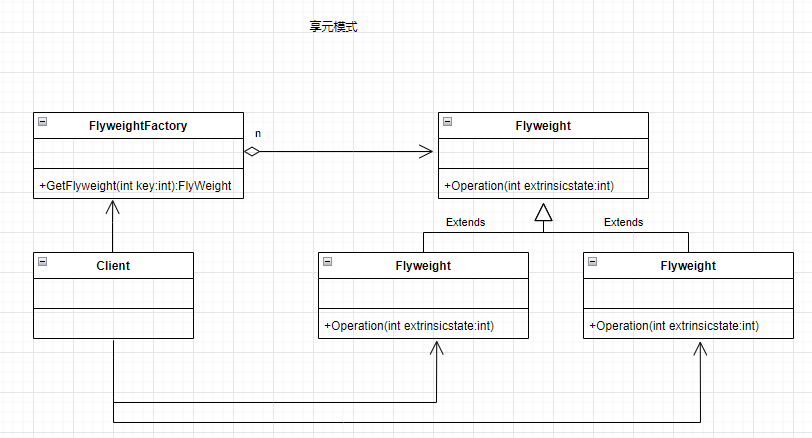 享元模式
FlyweightFactory
n
Flyweight
+GetFlyweight(int key:int):FlyWeight
+Operation(int extrinsicstate:int)
Extends
Extends
Client
Flyweight
Flyweight
+Operation(int extrinsicstate:int)
+Operation(int extrinsicstate:int)